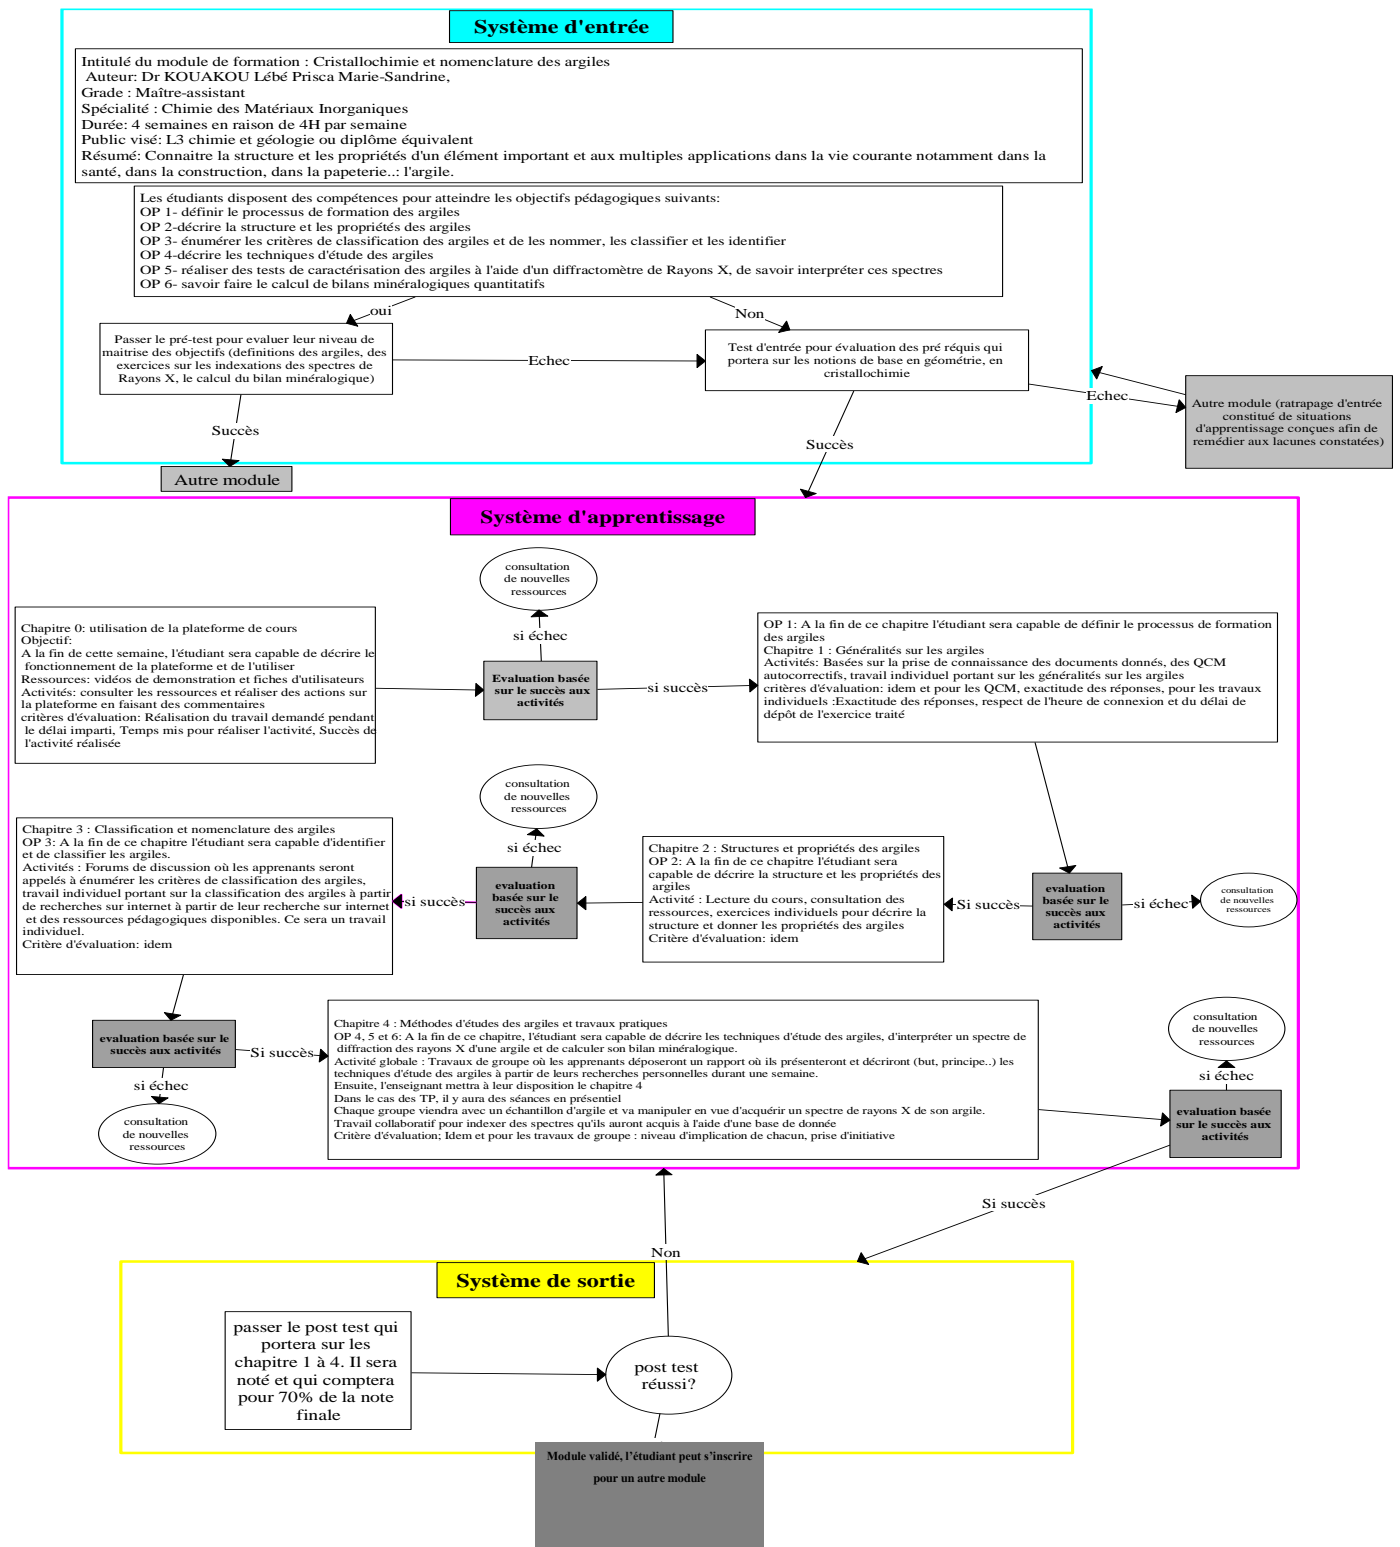 Système d'entrée
Intitulé du module de formation : Cristallochimie et nomenclature des argiles
Auteur: Dr KOUAKOU Lébé Prisca Marie-Sandrine,
Grade : Maître-assistant
Spécialité : Chimie des Matériaux Inorganiques
Durée: 4 semaines en raison de 4H par semaine
Public visé: L3 chimie et géologie ou diplôme équivalent
Résumé: Connaitre la structure et les propriétés d'un élément important et aux multiples applications dans la vie courante notamment dans la
santé, dans la construction, dans la papeterie..: l'argile.
Les étudiants disposent des compétences pour atteindre les objectifs pédagogiques suivants:
OP 1- définir le processus de formation des argiles
OP 2-décrire la structure et les propriétés des argiles
OP 3- énumérer les critères de classification des argiles et de les nommer, les classifier et les identifier
OP 4-décrire les techniques d'étude des argiles
OP 5- réaliser des tests de caractérisation des argiles à l'aide d'un diffractomètre de Rayons X, de savoir interpréter ces spectres
OP 6- savoir faire le calcul de bilans minéralogiques quantitatifs
oui
Non
Passer le pré-test pour evaluer leur niveau de
maitrise des objectifs (definitions des argiles, des
exercices sur les indexations des spectres de
Rayons X, le calcul du bilan minéralogique)
Echec
Test d'entrée pour évaluation des pré réquis qui
portera sur les notions de base en géométrie, en
cristallochimie
Echec
Autre module (ratrapage d'entrée
constitué de situations
d'apprentissage conçues afin de
remédier aux lacunes constatées)
Succès
Succès
Autre module
Système d'apprentissage
consultation
de nouvelles
ressources
si échec
Chapitre 0: utilisation de la plateforme de cours
Objectif:
A la fin de cette semaine, l'étudiant sera capable de décrire le
fonctionnement de la plateforme et de l'utiliser
Ressources: vidéos de demonstration et fiches d'utilisateurs
Activités: consulter les ressources et réaliser des actions sur
la plateforme en faisant des commentaires
critères d'évaluation: Réalisation du travail demandé pendant
le délai imparti, Temps mis pour réaliser l'activité, Succès de
l'activité réalisée
Evaluation basée
sur le succès aux
activités
si succès
OP 1: A la fin de ce chapitre l'étudiant sera capable de définir le processus de formation
des argiles
Chapitre 1 : Généralités sur les argiles
Activités: Basées sur la prise de connaissance des documents donnés, des QCM
autocorrectifs, travail individuel portant sur les généralités sur les argiles
critères d'évaluation: idem et pour les QCM, exactitude des réponses, pour les travaux
individuels :Exactitude des réponses, respect de l'heure de connexion et du délai de
dépôt de l'exercice traité
consultation
de nouvelles
ressources
si échec
Chapitre 3 : Classification et nomenclature des argiles
OP 3: A la fin de ce chapitre l'étudiant sera capable d'identifier
et de classifier les argiles.
Activités : Forums de discussion où les apprenants seront
appelés à énumérer les critères de classification des argiles,
travail individuel portant sur la classification des argiles à partir
de recherches sur internet à partir de leur recherche sur internet
et des ressources pédagogiques disponibles. Ce sera un travail
individuel.
Critère d'évaluation: idem
si succès
evaluation
basée sur le
succès aux
activités
Chapitre 2 : Structures et propriétés des argiles
OP 2: A la fin de ce chapitre l'étudiant sera
capable de décrire la structure et les propriétés des
argiles
Activité : Lecture du cours, consultation des
ressources, exercices individuels pour décrire la
structure et donner les propriétés des argiles
Critère d'évaluation: idem
Si succès
evaluation
basée sur le
succès aux
activités
si échec
consultation
de nouvelles
ressources
evaluation basée sur le
succès aux activités
Si succès
si échec
consultation
de nouvelles
ressources
Chapitre 4 : Méthodes d'études des argiles et travaux pratiques
OP 4, 5 et 6: A la fin de ce chapitre, l'étudiant sera capable de décrire les techniques d'étude des argiles, d'interpréter un spectre de
diffraction des rayons X d'une argile et de calculer son bilan minéralogique.
Activité globale : Travaux de groupe où les apprenants déposeront un rapport où ils présenteront et décriront (but, principe..) les
techniques d'étude des argiles à partir de leurs recherches personnelles durant une semaine.
Ensuite, l'enseignant mettra à leur disposition le chapitre 4
Dans le cas des TP, il y aura des séances en présentiel
Chaque groupe viendra avec un échantillon d'argile et va manipuler en vue d'acquérir un spectre de rayons X de son argile.
Travail collaboratif pour indexer des spectres qu'ils auront acquis à l'aide d'une base de donnée
Critère d'évaluation; Idem et pour les travaux de groupe : niveau d'implication de chacun, prise d'initiative
consultation
de nouvelles
ressources
si échec
evaluation basée
sur le succès aux
activités
Si succès
Non
Système de sortie
passer le post test qui
portera sur les
chapitre 1 à 4. Il sera
noté et qui comptera
pour 70% de la note
finale
post test
réussi?
Module validé, l'étudiant peut s'inscrire
pour un autre module